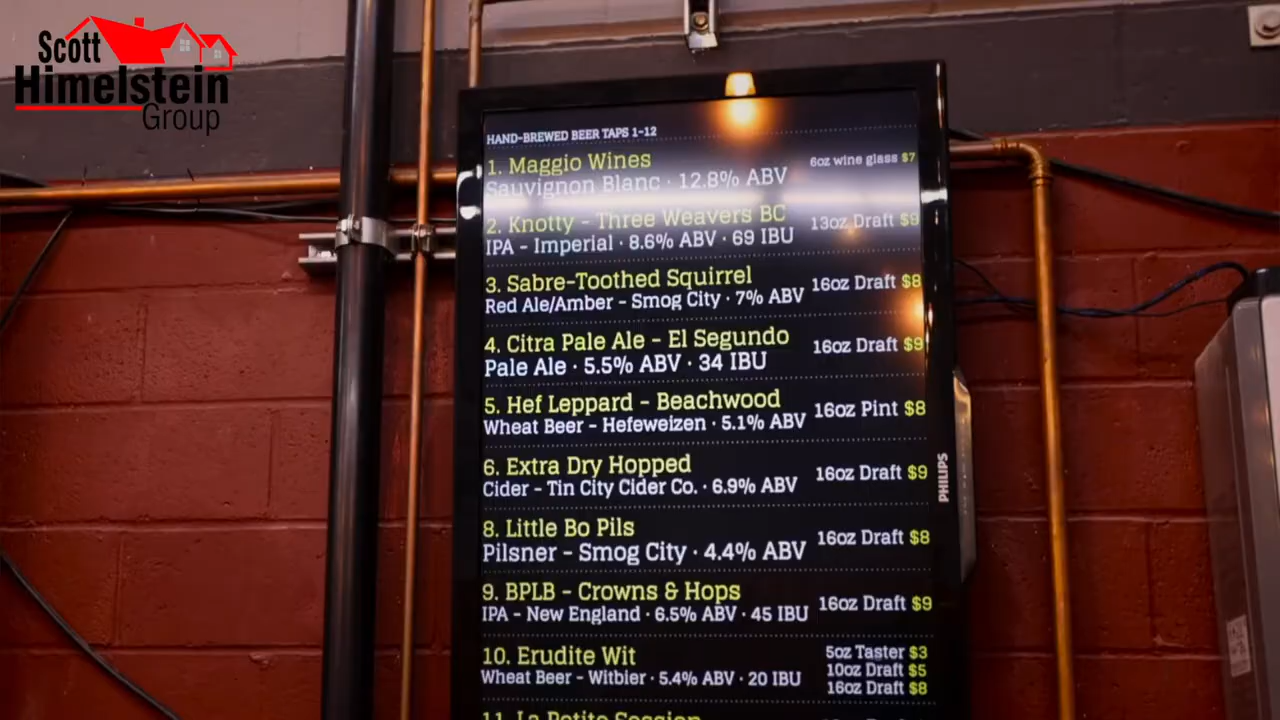 Scott
Himelstein
Group
HAND-BREWED BEER TAPS 1-12
1. Maggio Wines 6oz wine glass $7
Sauvignon Blanc · 12.8% ABV
2. Knotty - Three Weavers BC 13oz Draft $9
IPA - Imperial · 8.6% ABV · 69 IBU
3. Sabre-Toothed Squirrel 16oz Draft $8
Red Ale/Amber - Smog City · 7% ABV
4. Citra Pale Ale - El Segundo 16oz Draft $9
Pale Ale · 5.5% ABV · 34 IBU
5. Hef Leppard - Beachwood 16oz Pint $8
Wheat Beer - Hefeweizen · 5.1% ABV
6. Extra Dry Hopped 16oz Draft $9
Cider - Tin City Cider Co. · 6.9% ABV
8. Little Bo Pils 16oz Draft $8
Pilsner - Smog City · 4.4% ABV
9. BPLB - Crowns & Hops 16oz Draft $9
IPA - New England · 6.5% ABV · 45 IBU
10. Erudite Wit 5oz Taster $3
Wheat Beer - Witbier · 5.4% ABV · 20 IBU 10oz Draft $5
16oz Draft $8
11. La Petite Session
PHILIPS